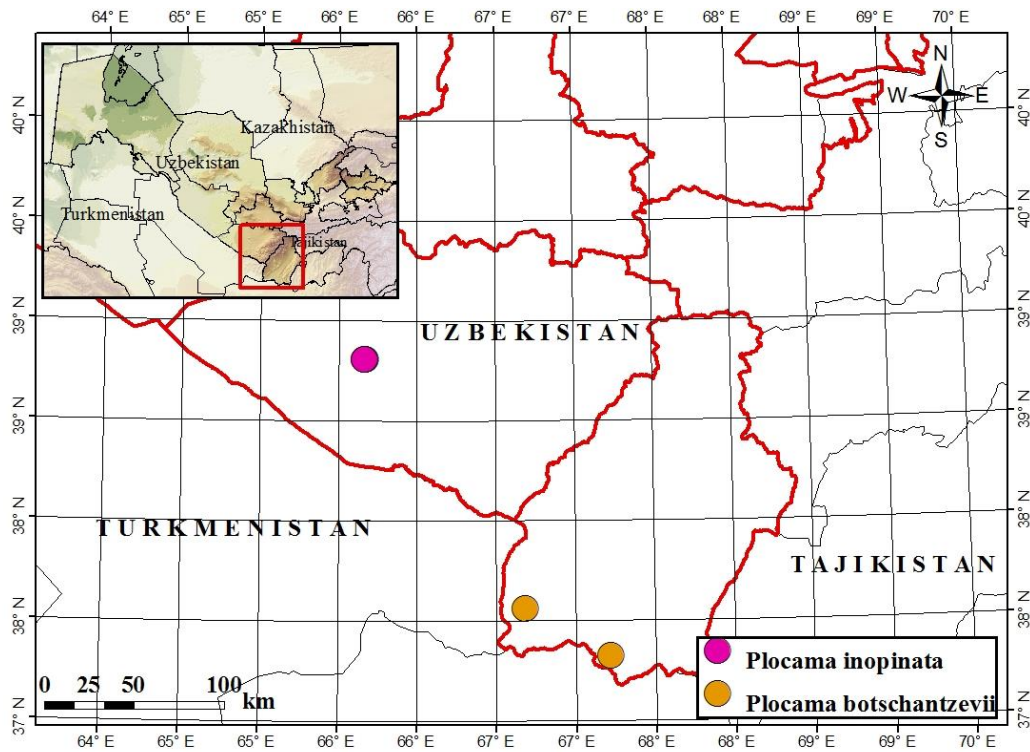 64° E 65° E 65° E 66° E 66° E 67° E 67° E 68° E 68° E 69° E 69° E 70° E
40° N 40° N
40° N 40° N
39° N 39° N
39° N 39° N
38° N 38° N
38° N 38° N
37° N 37° N
N
W E
S
Kazakhstan
Uzbekistan
Turkmenistan
Tajikistan
UZBEKISTAN
TURKMENISTAN
TAJIKISTAN
Plocama inopinata
Plocama botschantzevii
0 25 50 100
km
64° E 65° E 65° E 66° E 66° E 67° E 67° E 68° E 68° E 69° E 69° E 70° E